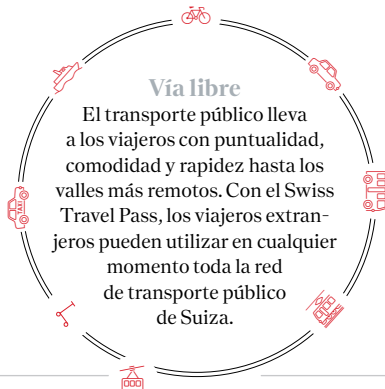 Vía libre
El transporte público lleva
a los viajeros con puntualidad,
comodidad y rapidez hasta los
valles más remotos. Con el Swiss
Travel Pass, los viajeros extran-
jeros pueden utilizar en cualquier
momento toda la red
de transporte público
de Suiza.
TAXI